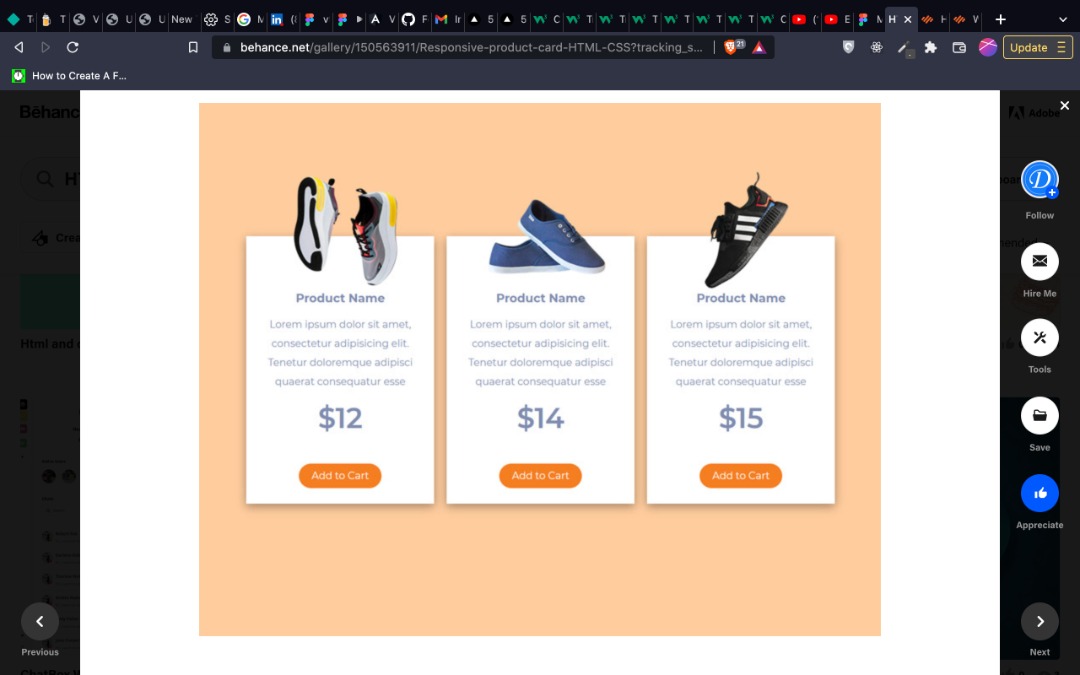 New
behance.net/gallery/150563911/Responsive-product-card-HTML-CSS?tracking_s...
21
Update
How to Create A F...
Bēhanc
Adobe
Follow
Hire Me
Tools
Save
Appreciate
Product Name
Lorem ipsum dolor sit amet,
consectetur adipisicing elit.
Tenetur doloremque adipisci
quaerat consequatur esse
$12
Add to Cart
Product Name
Lorem ipsum dolor sit amet,
consectetur adipisicing elit.
Tenetur doloremque adipisci
quaerat consequatur esse
$14
Add to Cart
Product Name
Lorem ipsum dolor sit amet,
consectetur adipisicing elit.
Tenetur doloremque adipisci
quaerat consequatur esse
$15
Add to Cart
Html and
Previous
Next